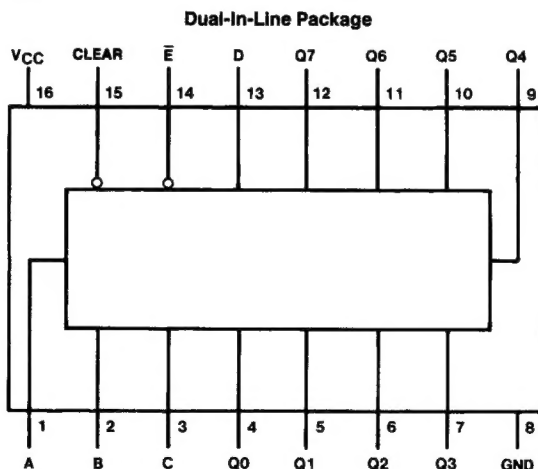 Dual-In-Line Package
VCC CLEAR E̅ D Q7 Q6 Q5 Q4
16 15 14 13 12 11 10 9
1 2 3 4 5 6 7 8
A B C Q0 Q1 Q2 Q3 GND